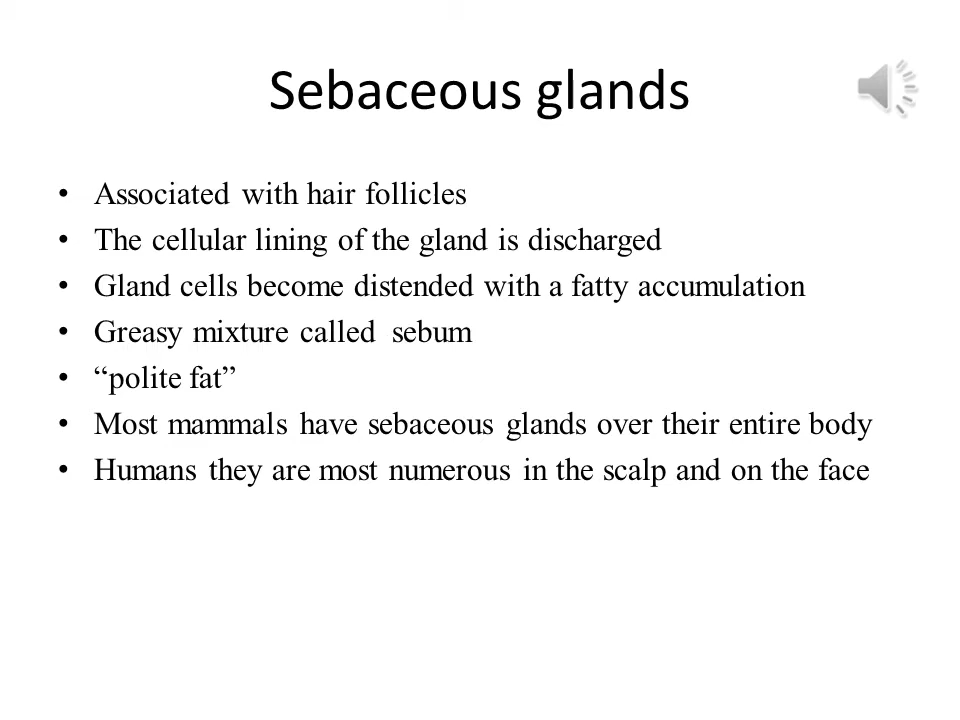 Sebaceous glands
• Associated with hair follicles
• The cellular lining of the gland is discharged
• Gland cells become distended with a fatty accumulation
• Greasy mixture called  sebum
• “polite fat”
• Most mammals have sebaceous glands over their entire body
• Humans they are most numerous in the scalp and on the face